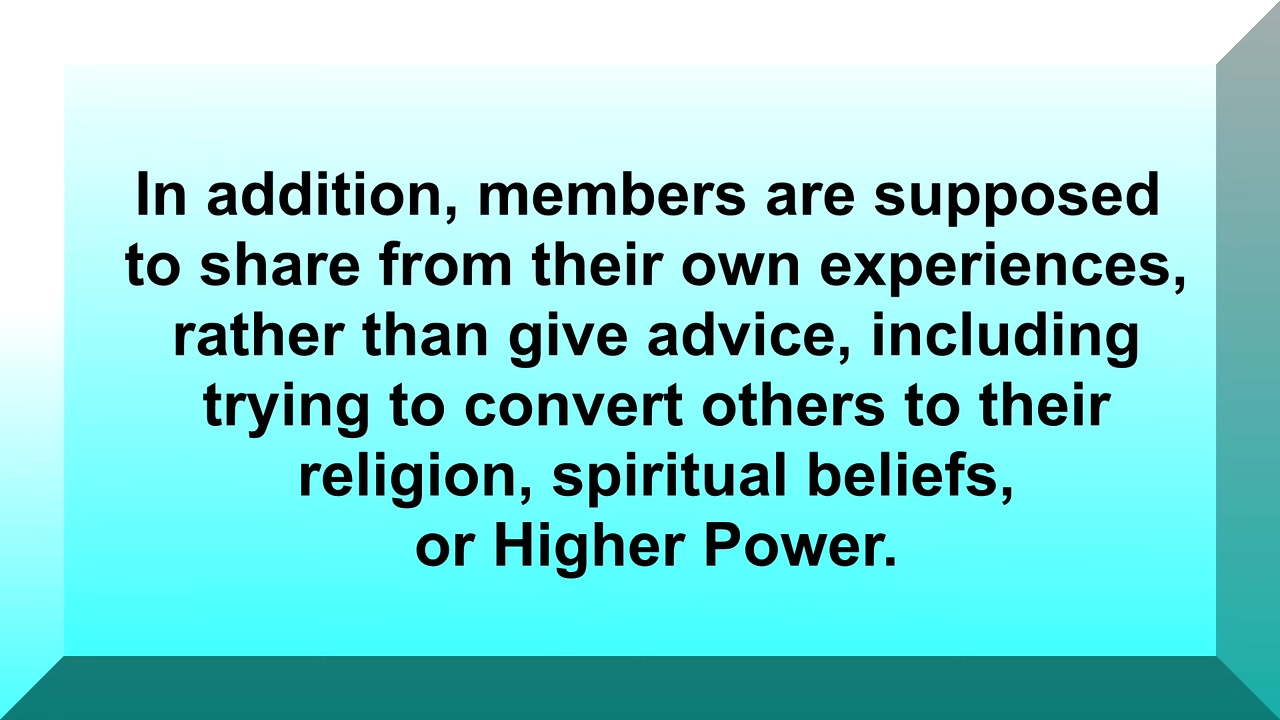 In addition, members are supposed
to share from their own experiences,
rather than give advice, including
trying to convert others to their
religion, spiritual beliefs,
or Higher Power.